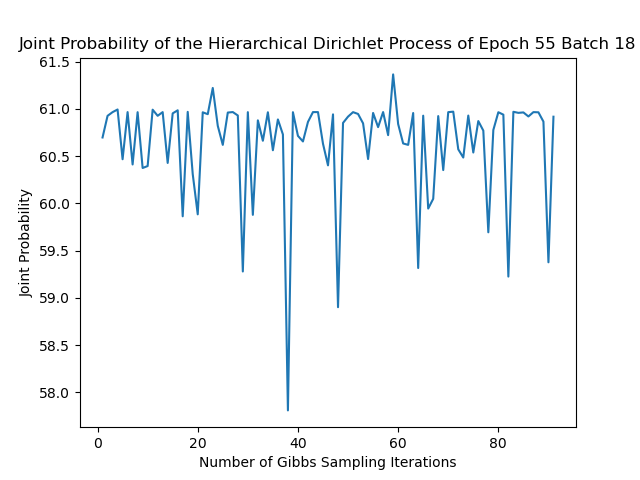 Joint Probability of the Hierarchical Dirichlet Process of Epoch 55 Batch 18
61.5
61.0
60.5
60.0
59.5
59.0
58.5
58.0
Joint Probability
0 20 40 60 80
Number of Gibbs Sampling Iterations